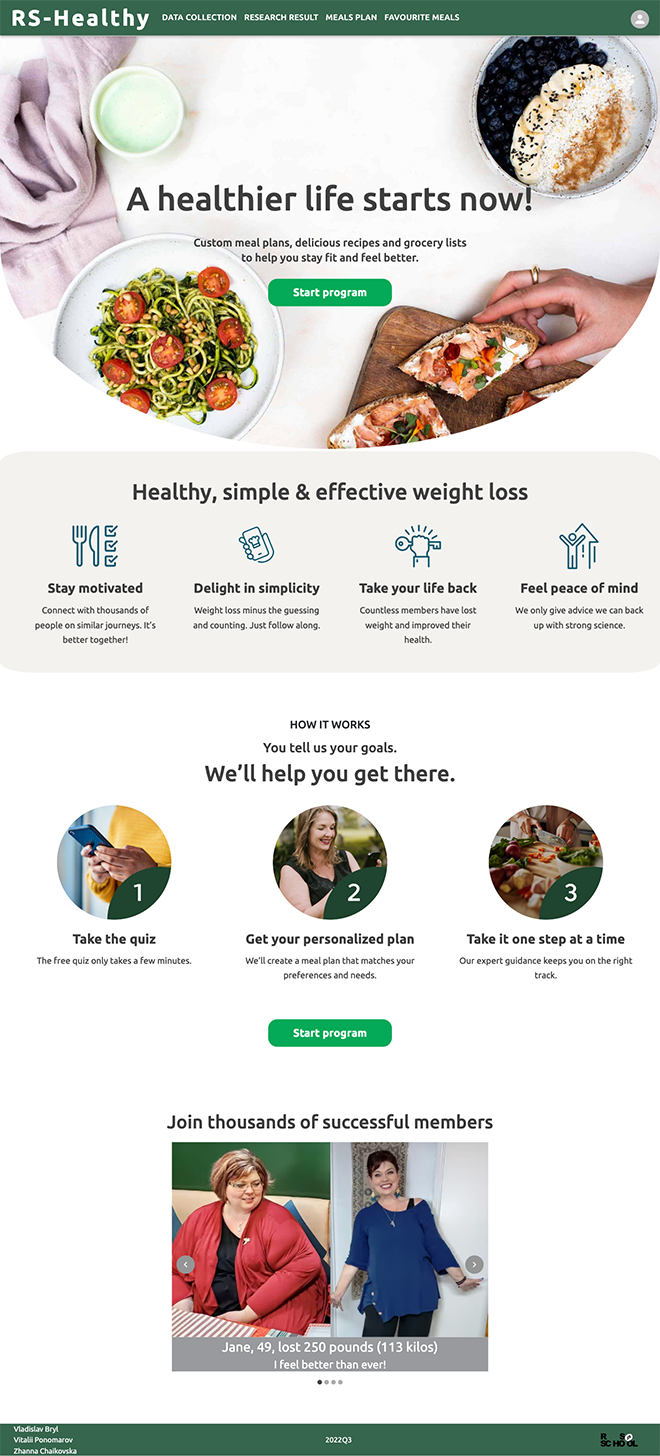 RS-Healthy
DATA COLLECTION RESEARCH RESULT MEALS PLAN FAVOURITE MEALS
A healthier life starts now!
Custom meal plans, delicious recipes and grocery lists
to help you stay fit and feel better.
Start program
Healthy, simple & effective weight loss
Stay motivated
Connect with thousands of
people on similar journeys. It's
better together!
Delight in simplicity
Weight loss minus the guessing
and counting. Just follow along.
Take your life back
Countless members have lost
weight and improved their
health.
Feel peace of mind
We only give advice we can back
up with strong science.
HOW IT WORKS
You tell us your goals.
We'll help you get there.
1
Take the quiz
The free quiz only takes a few minutes.
2
Get your personalized plan
We'll create a meal plan that matches your
preferences and needs.
3
Take it one step at a time
Our expert guidance keeps you on the right
track.
Start program
Join thousands of successful members
Jane, 49, lost 250 pounds (113 kilos)
I feel better than ever!
Vladislav Bryl
Vitalii Ponomarov
Zhanna Chaikovska
2022Q3
RS
SCHOOL